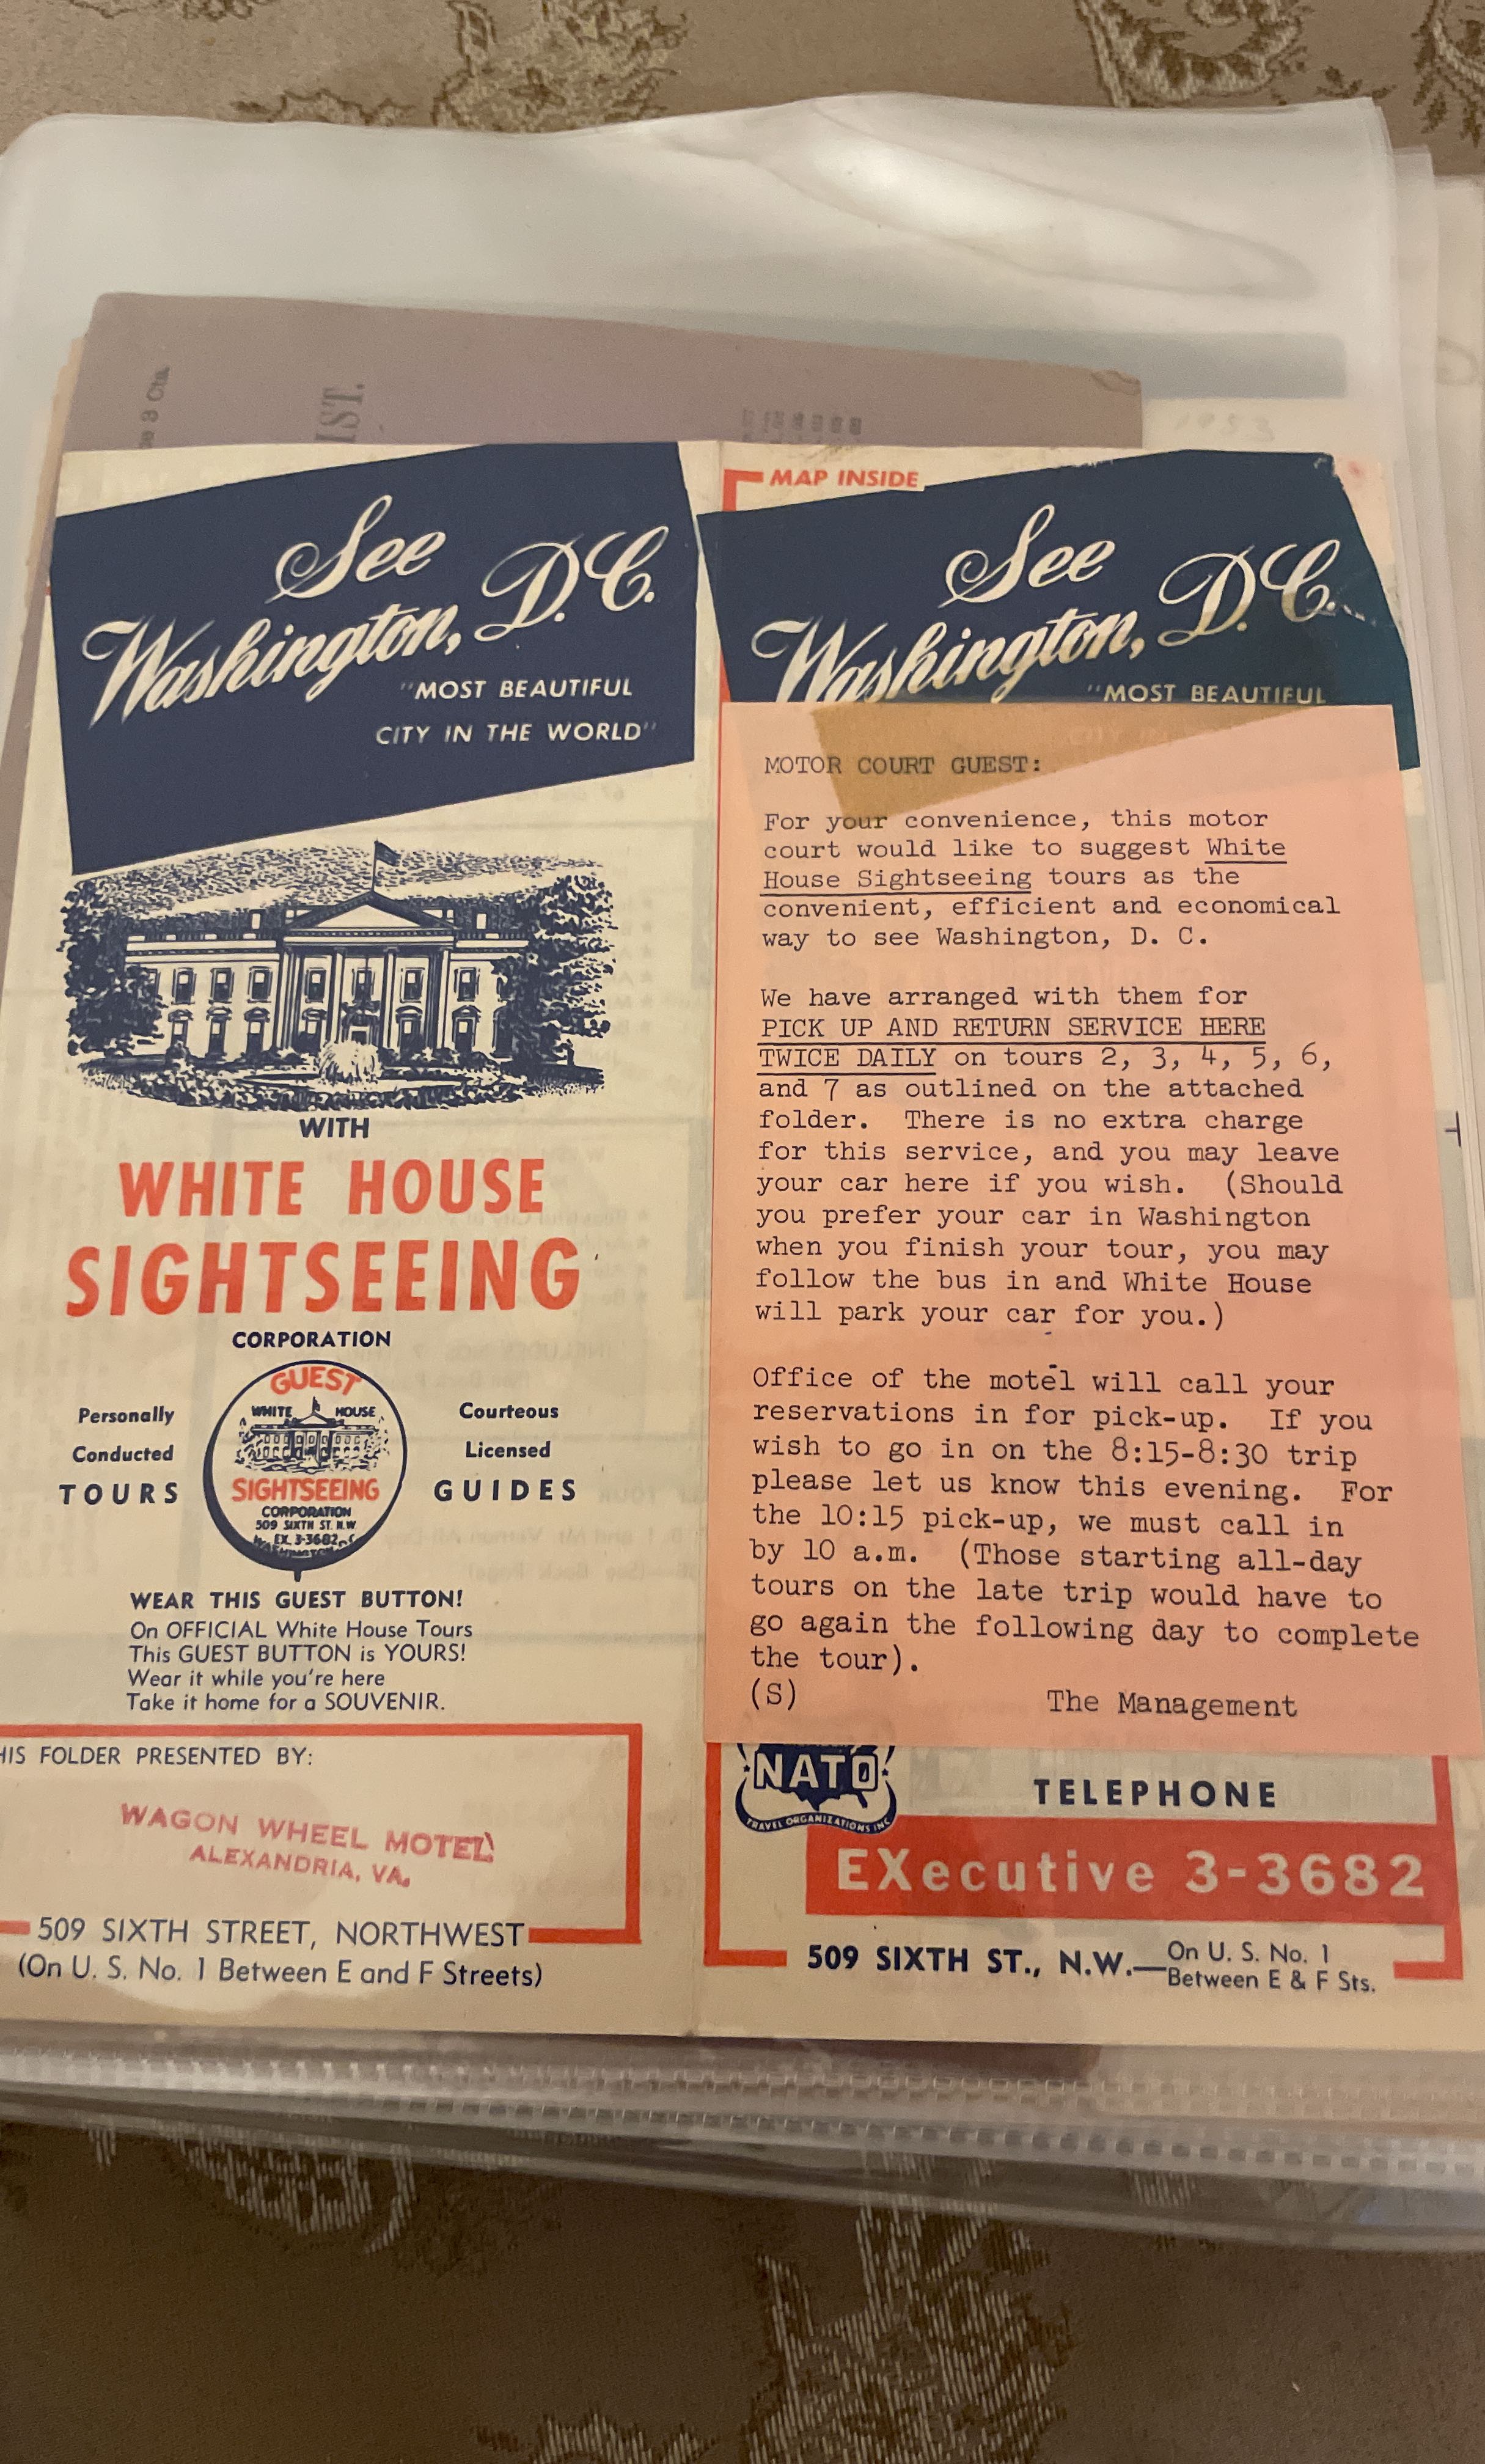 IST.
See
Washington, D.C.
"MOST BEAUTIFUL
CITY IN THE WORLD"
WITH
WHITE HOUSE
SIGHTSEEING
CORPORATION
Personally
Conducted
TOURS
GUEST
WHITE HOUSE
SIGHTSEEING
CORPORATION
509 SIXTH ST. N.W.
EX. 3-3682
Courteous
Licensed
GUIDES
WEAR THIS GUEST BUTTON!
On OFFICIAL White House Tours
This GUEST BUTTON is YOURS!
Wear it while you're here
Take it home for a SOUVENIR.
HIS FOLDER PRESENTED BY:
WAGON WHEEL MOTEL
ALEXANDRIA, VA.
509 SIXTH STREET, NORTHWEST
(On U. S. No. 1 Between E and F Streets)
MAP INSIDE
See
Washington, D.C.
"MOST BEAUTIFUL
MOTOR COURT GUEST:
For your convenience, this motor
court would like to suggest White
House Sightseeing tours as the
convenient, efficient and economical
way to see Washington, D. C.
We have arranged with them for
PICK UP AND RETURN SERVICE HERE
TWICE DAILY on tours 2, 3, 4, 5, 6,
and 7 as outlined on the attached
folder. There is no extra charge
for this service, and you may leave
your car here if you wish. (Should
you prefer your car in Washington
when you finish your tour, you may
follow the bus in and White House
will park your car for you.)
Office of the motel will call your
reservations in for pick-up. If you
wish to go in on the 8:15-8:30 trip
please let us know this evening. For
the 10:15 pick-up, we must call in
by 10 a.m. (Those starting all-day
tours on the late trip would have to
go again the following day to complete
the tour).
(S) The Management
NATO
TRAVEL ORGANIZATIONS INC
TELEPHONE
EXecutive 3-3682
509 SIXTH ST., N.W.—On U. S. No. 1
Between E & F Sts.